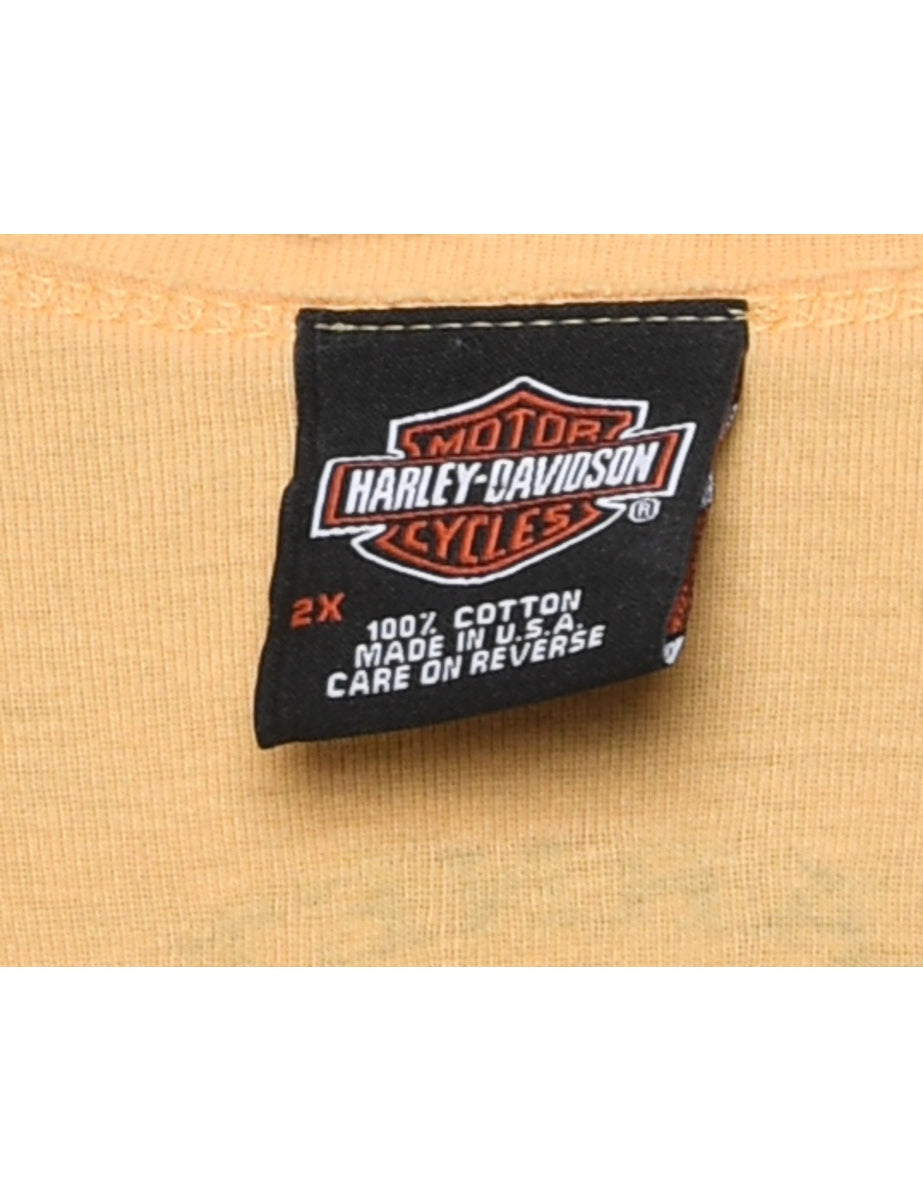 MOTOR
HARLEY-DAVIDSON
CYCLES ®
2X
100% COTTON
MADE IN U.S.A.
CARE ON REVERSE